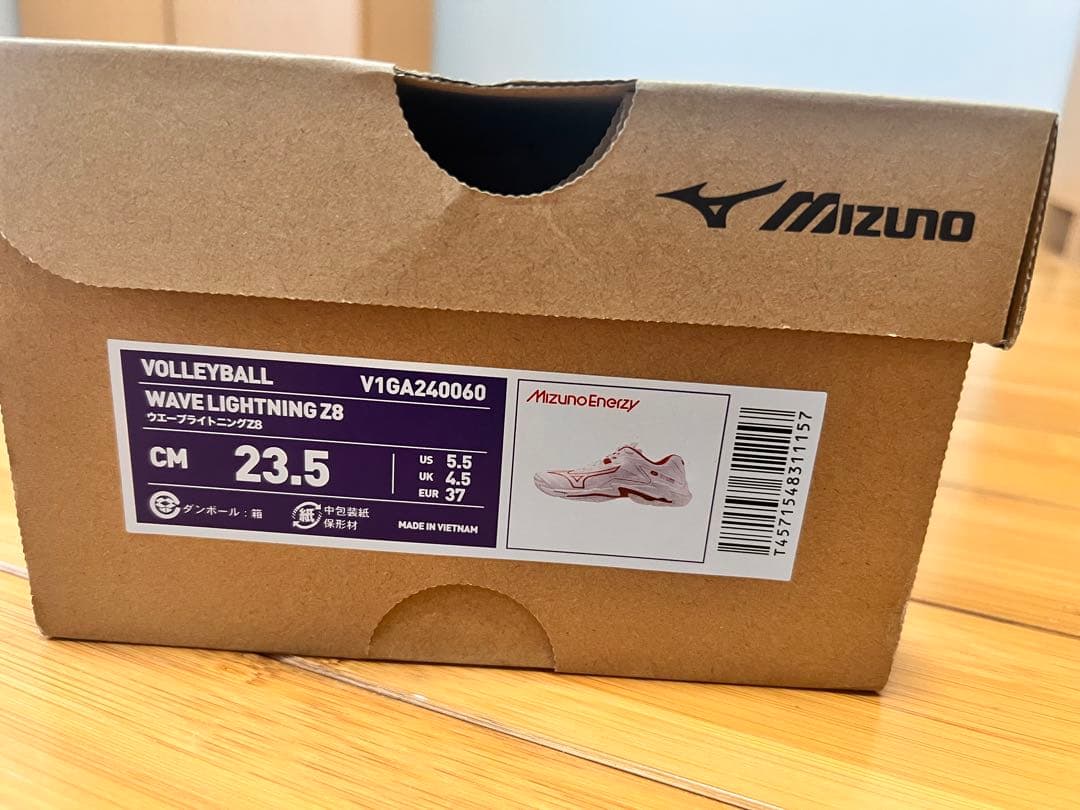 MIZUNO
VOLLEYBALL V1GA240060
WAVE LIGHTNING Z8
ウエーブライトニングZ8
CM 23.5
US 5.5
UK 4.5
EUR 37
ダンボール：箱
紙 中包装紙
保形材
MADE IN VIETNAM
Mizuno Enerzy
T4571548311157